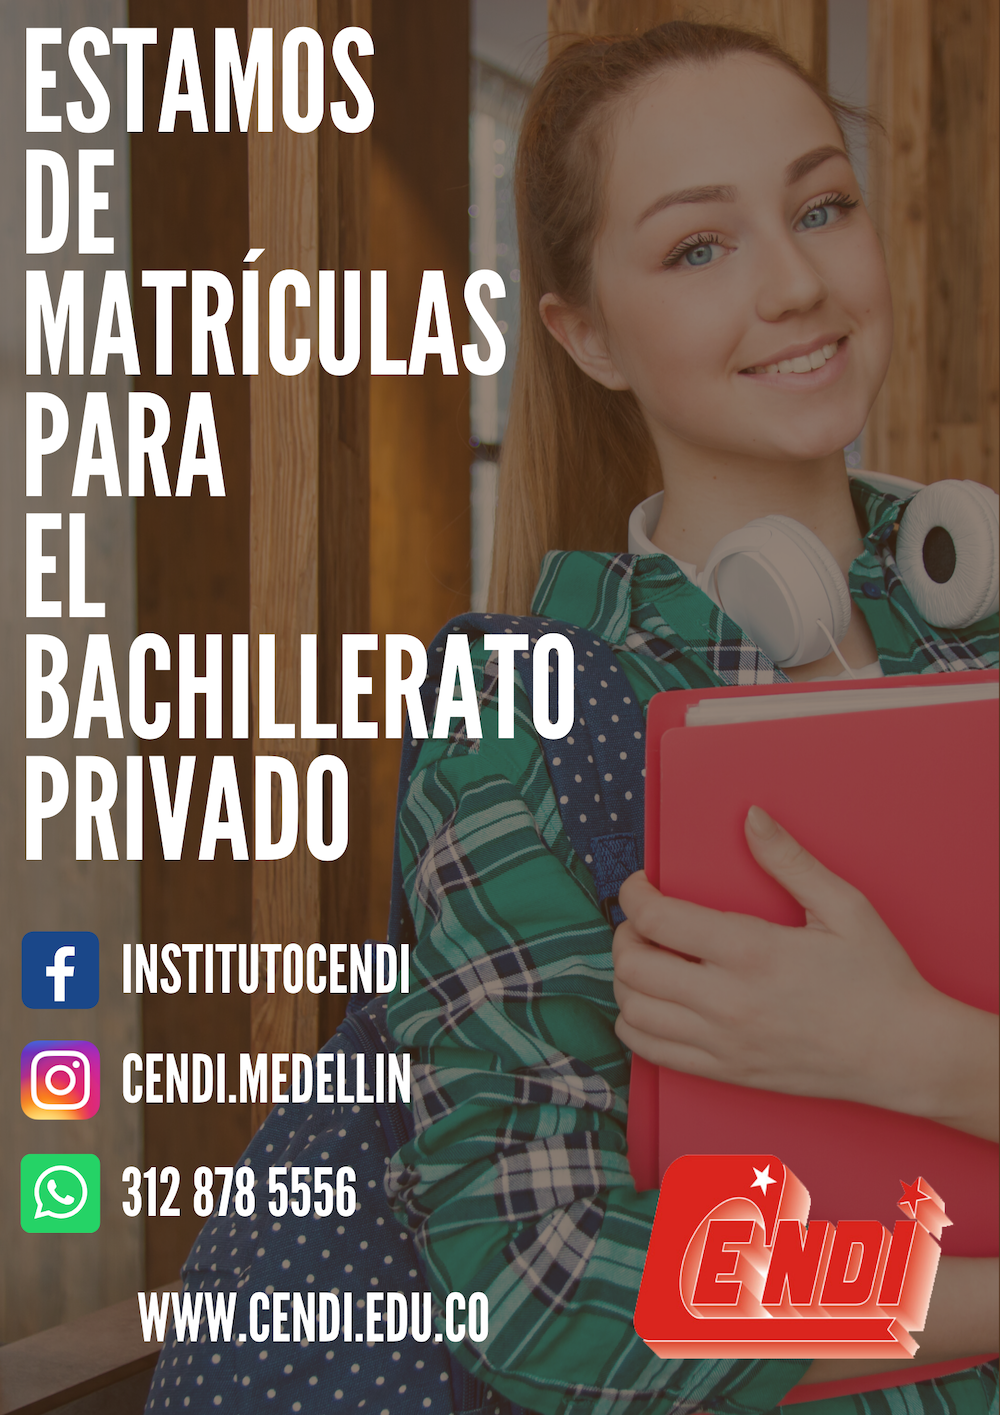 ESTAMOS
DE
MATRÍCULAS
PARA
EL
BACHILLERATO
PRIVADO
INSTITUTOCENDI
CENDI.MEDELLIN
312 878 5556
WWW.CENDI.EDU.CO
CENDI